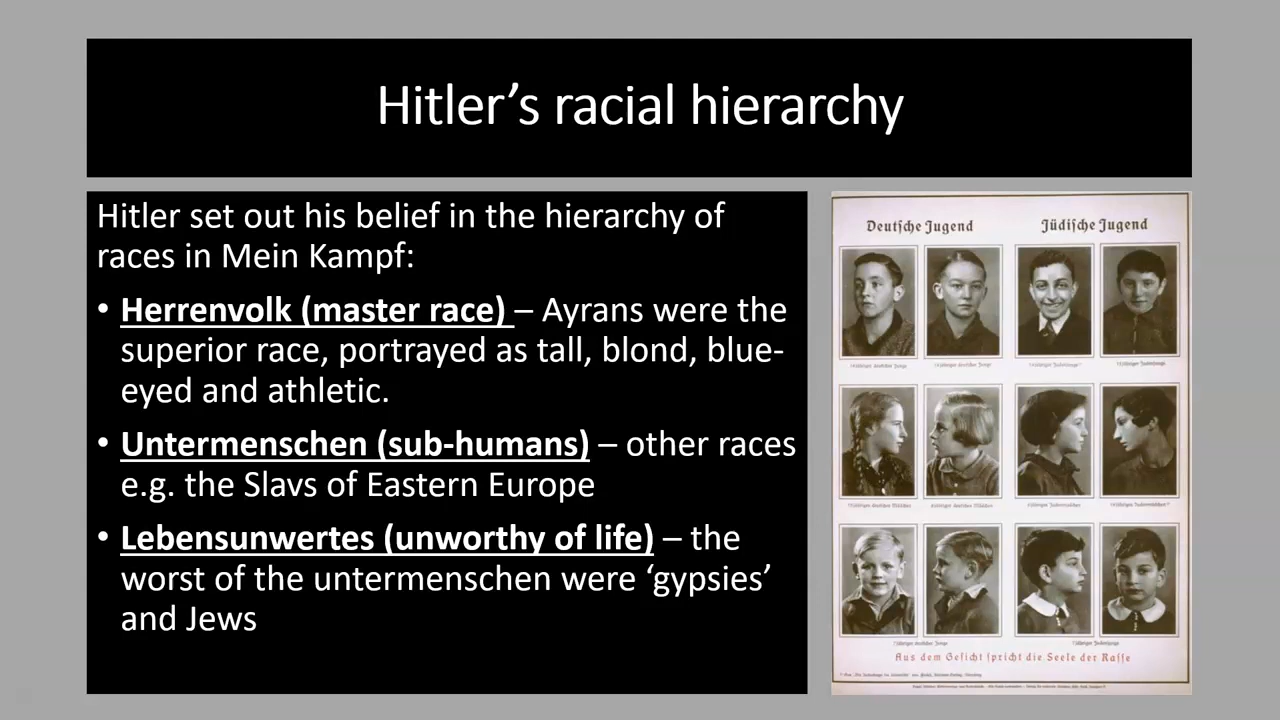 Hitler’s racial hierarchy
Hitler set out his belief in the hierarchy of
races in Mein Kampf:
• Herrenvolk (master race) – Ayrans were the
superior race, portrayed as tall, blond, blue-
eyed and athletic.
• Untermenschen (sub-humans) – other races
e.g. the Slavs of Eastern Europe
• Lebensunwertes (unworthy of life) – the
worst of the untermenschen were ‘gypsies’
and Jews
Deutsche Jugend
Jüdische Jugend
Aus dem Gesicht spricht die Seele der Rasse